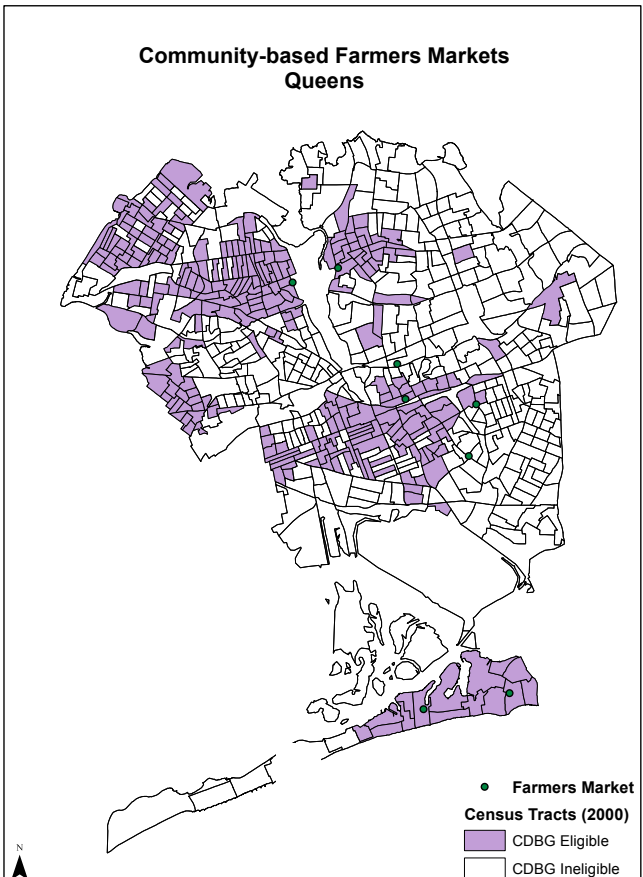 Community-based Farmers Markets
Queens
Farmers Market
Census Tracts (2000)
CDBG Eligible
CDBG Ineligible
N